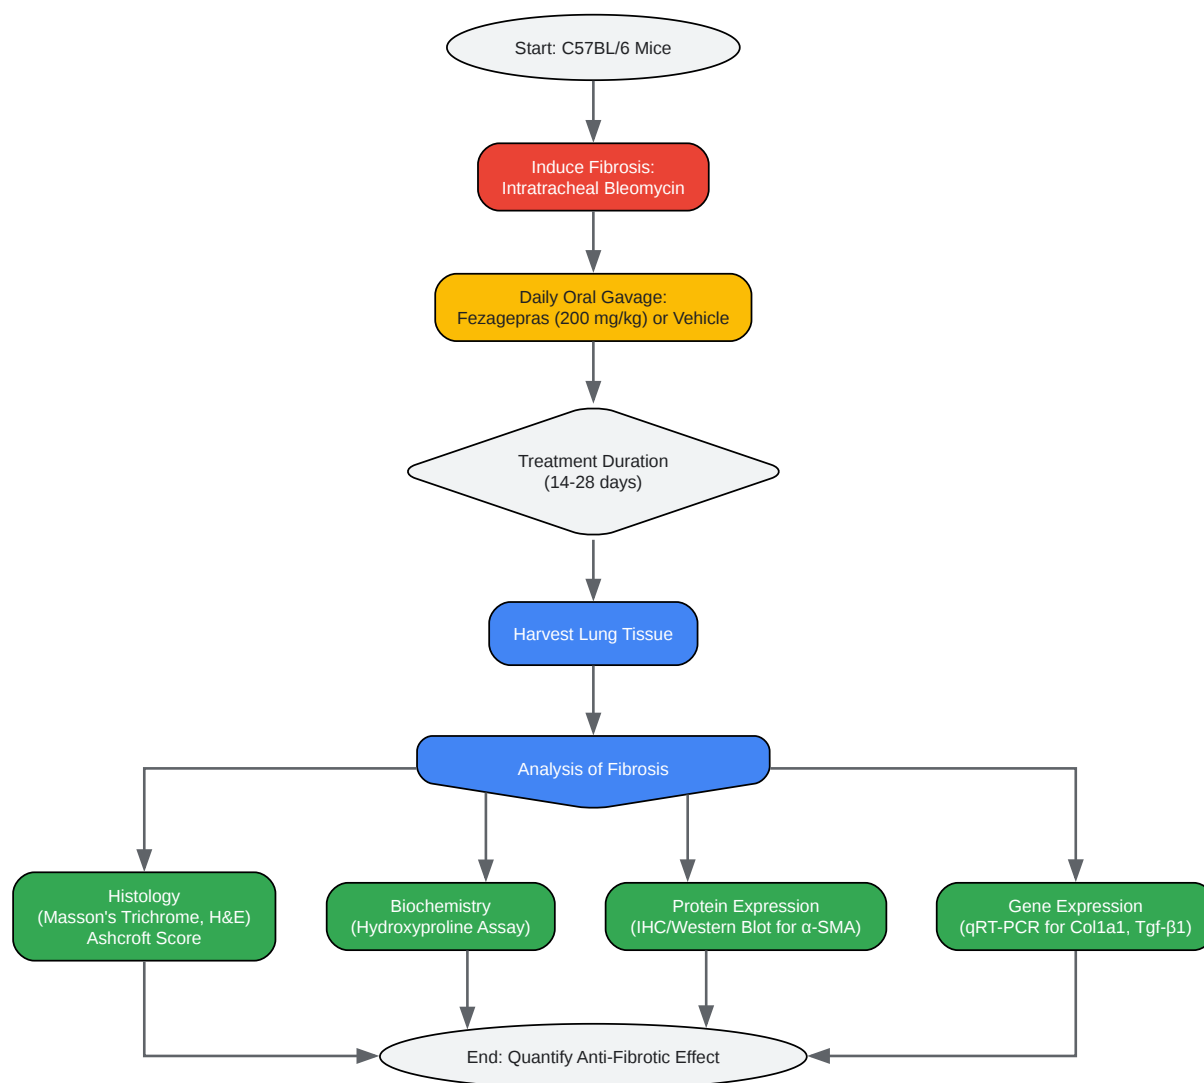 Start: C57BL/6 Mice
Induce Fibrosis:
Intratracheal Bleomycin
Daily Oral Gavage:
Fezagepras (200 mg/kg) or Vehicle
Treatment Duration
(14-28 days)
Harvest Lung Tissue
Analysis of Fibrosis
Histology
(Masson's Trichrome, H&E)
Ashcroft Score
Biochemistry
(Hydroxyproline Assay)
Protein Expression
(IHC/Western Blot for α-SMA)
Gene Expression
(qRT-PCR for Col1a1, Tgf-β1)
End: Quantify Anti-Fibrotic Effect